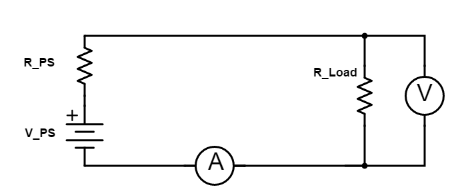 R_PS
R_Load
V
+
V_PS
A